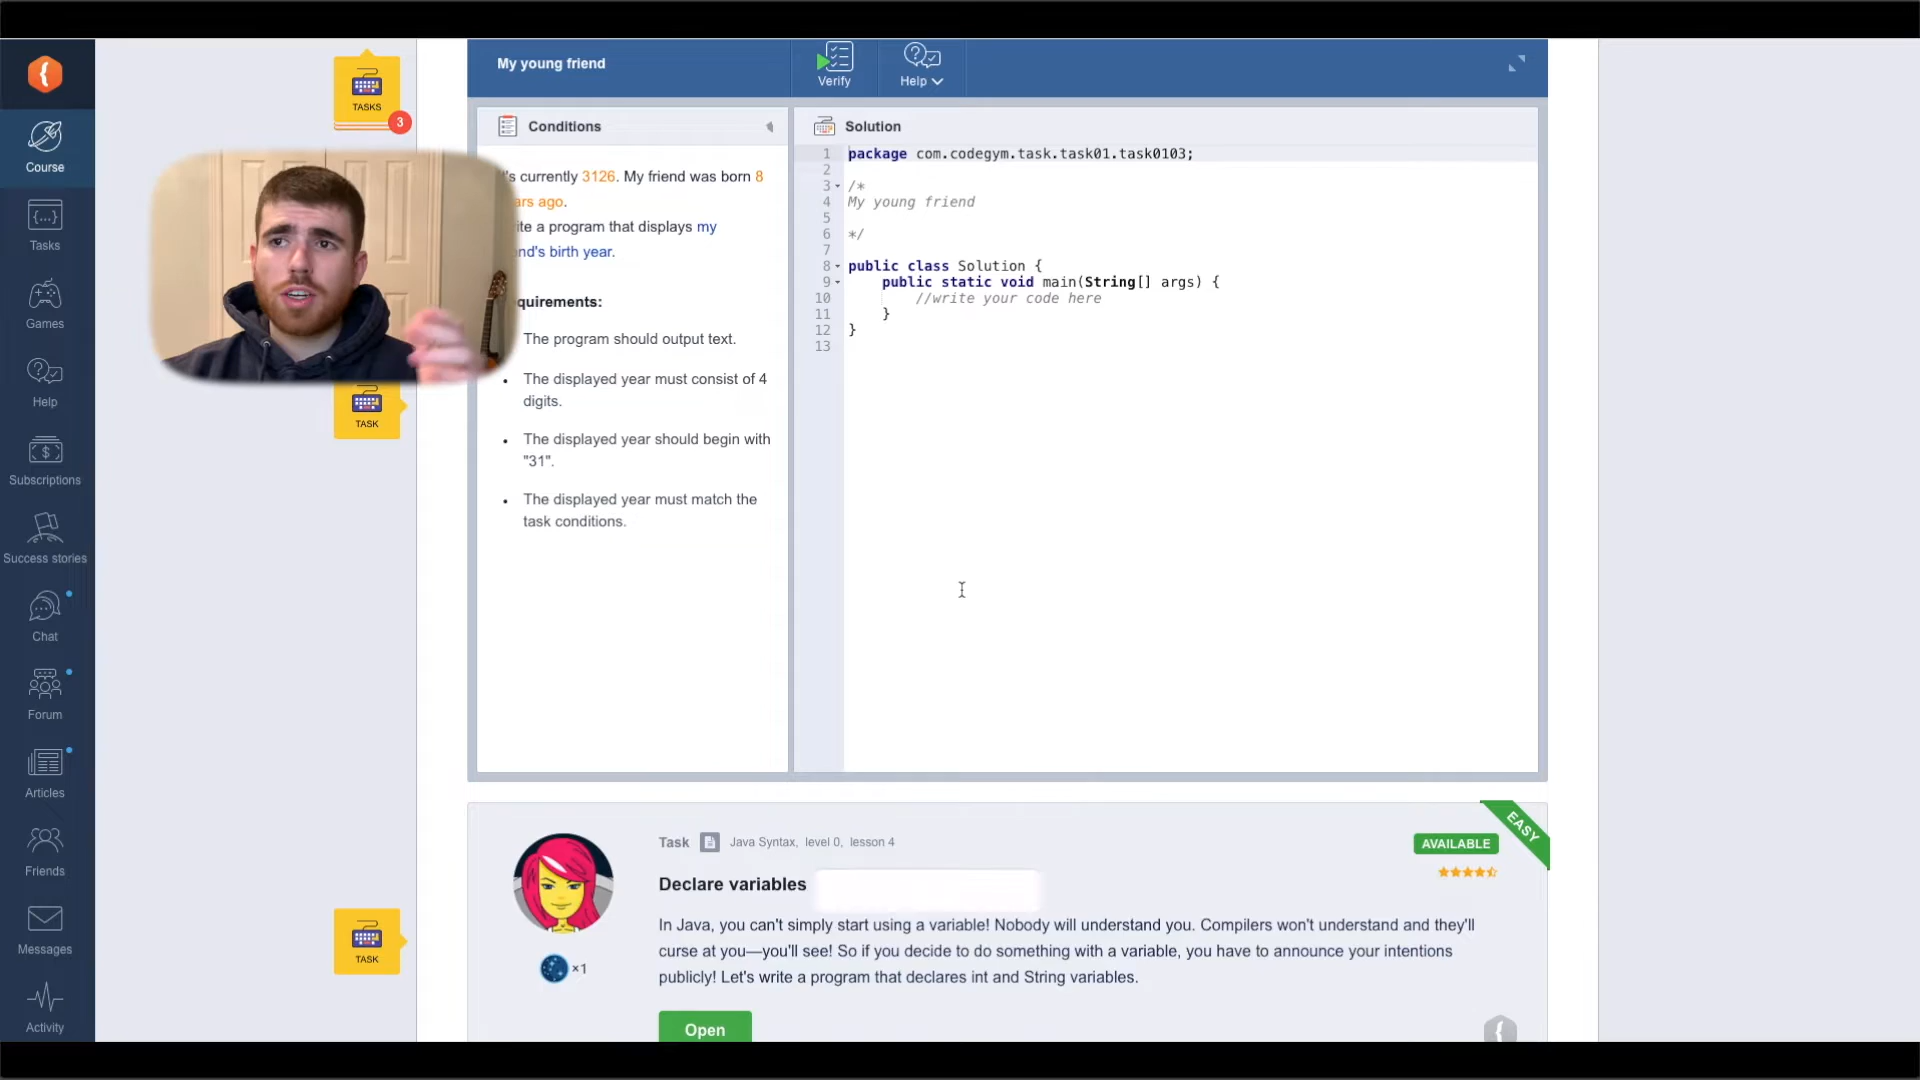 Course
Tasks
Games
Help
Subscriptions
Success stories
Chat
Forum
Articles
Friends
Messages
Activity
TASKS
3
TASK
TASK
My young friend
Verify
Help
Conditions
's currently 3126. My friend was born 8
ars ago.
ite a program that displays my
nd's birth year.
quirements:
The program should output text.
• The displayed year must consist of 4
digits.
• The displayed year should begin with
"31".
• The displayed year must match the
task conditions.
Solution
1 package com.codegym.task.task01.task0103;
2
3 /*
4 My young friend
5
6 */
7
8 public class Solution {
9 public static void main(String[] args) {
10 //write your code here
11 }
12 }
13
Task Java Syntax, level 0, lesson 4
AVAILABLE
EASY
Declare variables
In Java, you can't simply start using a variable! Nobody will understand you. Compilers won't understand and they'll
curse at you—you'll see! So if you decide to do something with a variable, you have to announce your intentions
publicly! Let's write a program that declares int and String variables.
×1
Open